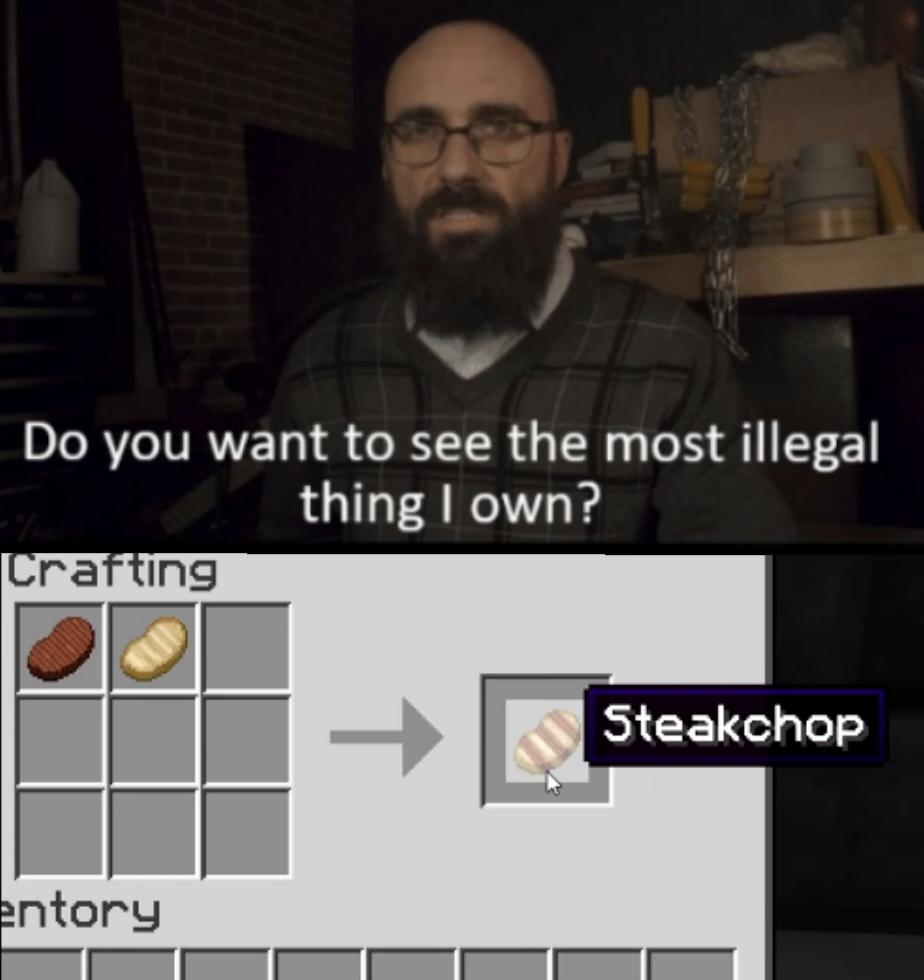 Do you want to see the most illegal
thing I own?
Crafting
Steakchop
entory